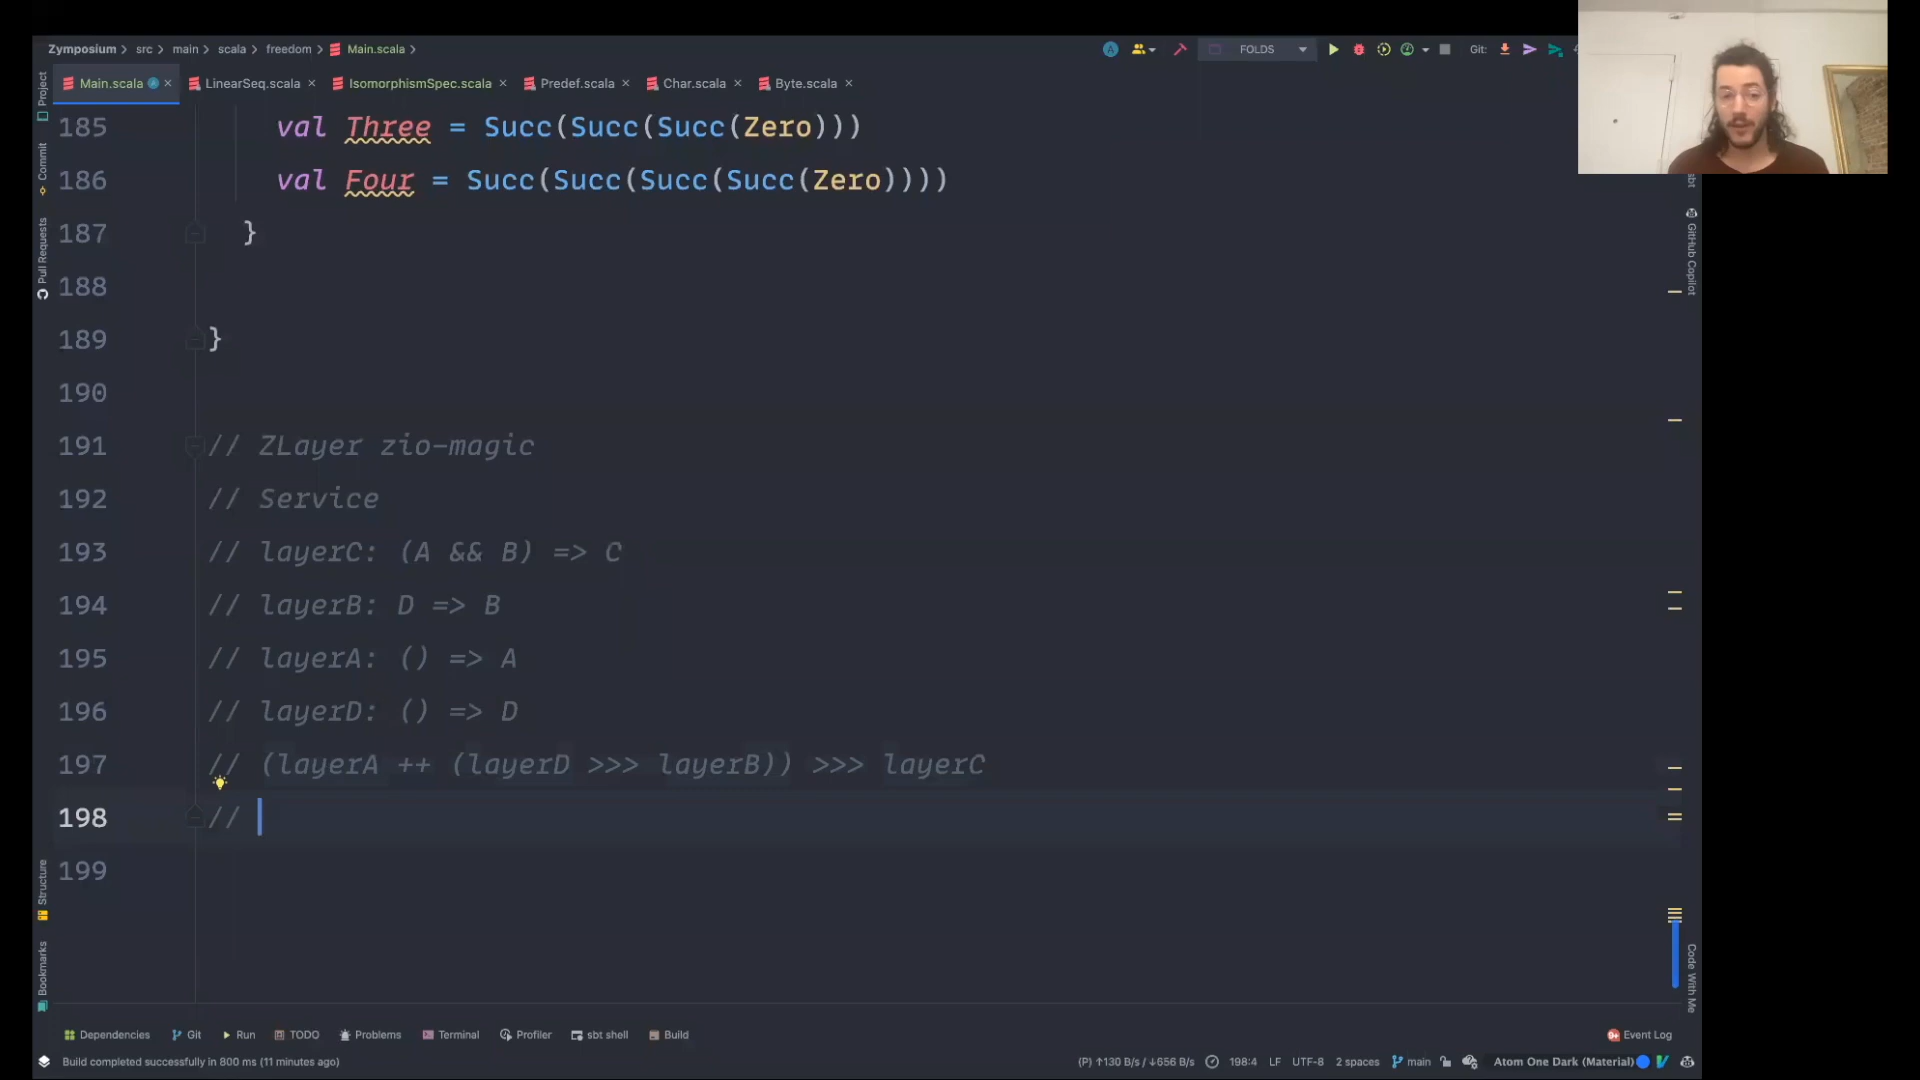 Zymposium > src > main > scala > freedom > Main.scala >
FOLDS
Git:
Main.scala
LinearSeq.scala
IsomorphismSpec.scala
Predef.scala
Char.scala
Byte.scala
Project
Commit
Pull Requests
Structure
Bookmarks
sbt
GitHub Copilot
Code With Me
185 val Three = Succ(Succ(Succ(Zero)))
186 val Four = Succ(Succ(Succ(Succ(Zero))))
187 }
188
189 }
190
191 // ZLayer zio-magic
192 // Service
193 // layerC: (A && B) => C
194 // layerB: D => B
195 // layerA: () => A
196 // layerD: () => D
197 // (layerA ++ (layerD >>> layerB)) >>> layerC
198 //
199
Dependencies Git Run TODO Problems Terminal Profiler sbt shell Build Event Log
Build completed successfully in 800 ms (11 minutes ago) (P) ↑130 B/s / ↓656 B/s 198:4 LF UTF-8 2 spaces main Atom One Dark (Material)